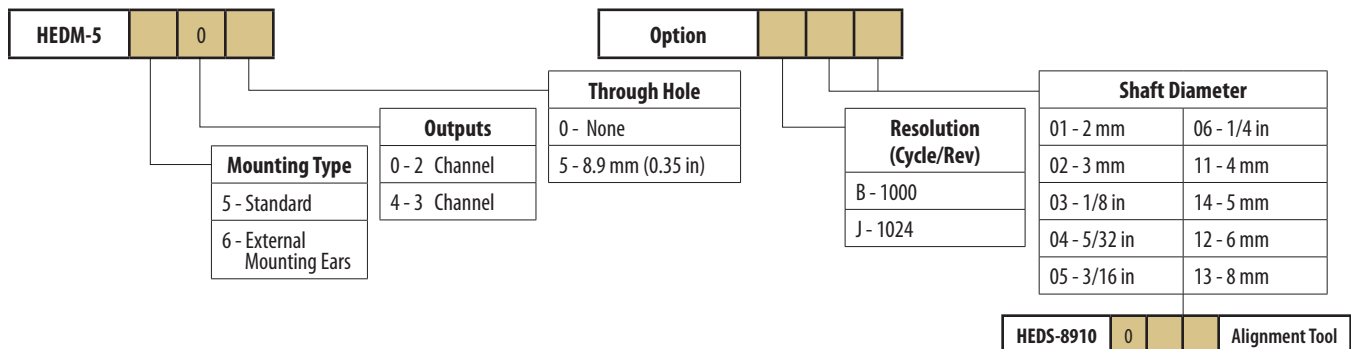 HEDM-5 0
Option
Through Hole
0 - None
5 - 8.9 mm (0.35 in)
Outputs
0 - 2 Channel
4 - 3 Channel
Mounting Type
5 - Standard
6 - External
Mounting Ears
Resolution
(Cycle/Rev)
B - 1000
J - 1024
Shaft Diameter
01 - 2 mm 06 - 1/4 in
02 - 3 mm 11 - 4 mm
03 - 1/8 in 14 - 5 mm
04 - 5/32 in 12 - 6 mm
05 - 3/16 in 13 - 8 mm
HEDS-8910 0 Alignment Tool